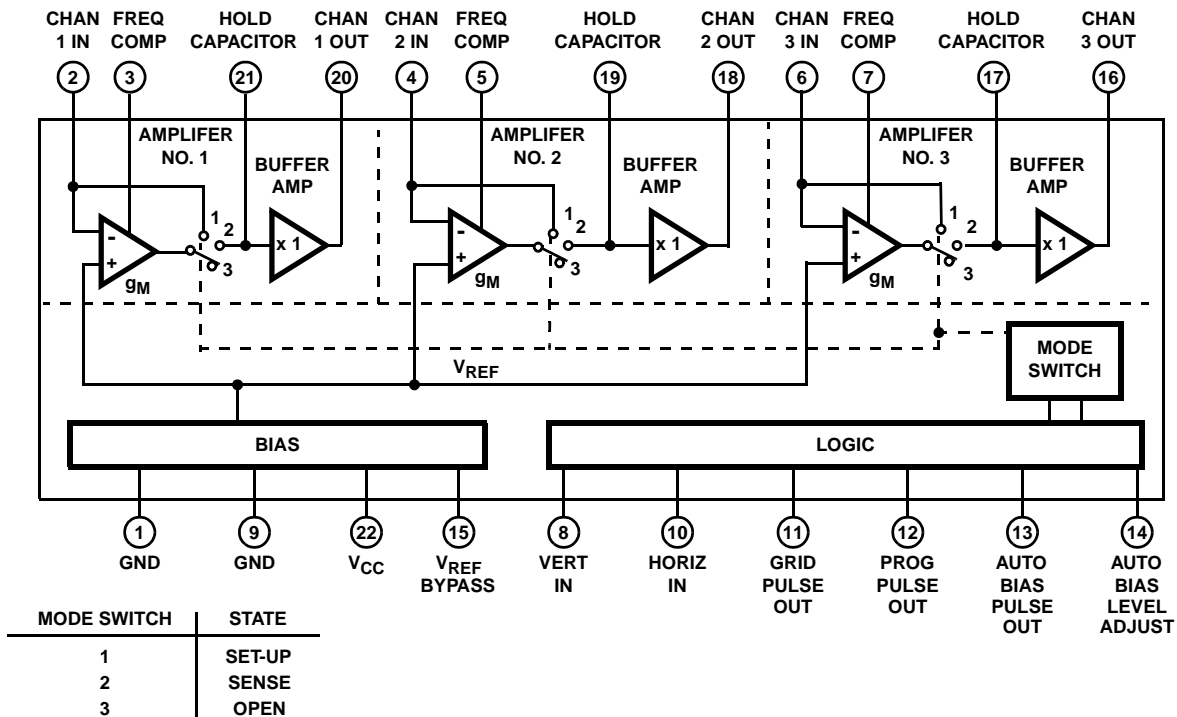 CHAN 1 IN
FREQ COMP
HOLD CAPACITOR
CHAN 1 OUT
CHAN 2 IN
FREQ COMP
HOLD CAPACITOR
CHAN 2 OUT
CHAN 3 IN
FREQ COMP
HOLD CAPACITOR
CHAN 3 OUT
2 3 21 20 4 5 19 18 6 7 17 16
AMPLIFER NO. 1
BUFFER AMP
- + gM
1 2 3
x 1
AMPLIFER NO. 2
BUFFER AMP
- + gM
1 2 3
x 1
AMPLIFER NO. 3
BUFFER AMP
- + gM
1 2 3
x 1
VREF
MODE SWITCH
BIAS
LOGIC
1 9 22 15 8 10 11 12 13 14
GND
GND
VCC
VREF BYPASS
VERT IN
HORIZ IN
GRID PULSE OUT
PROG PULSE OUT
AUTO BIAS PULSE OUT
AUTO BIAS LEVEL ADJUST
MODE SWITCH STATE
1 SET-UP
2 SENSE
3 OPEN